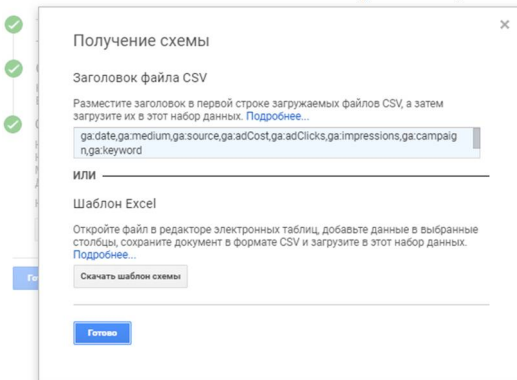 Получение схемы
Заголовок файла CSV
Разместите заголовок в первой строке загружаемых файлов CSV, а затем
загрузите их в этот набор данных. Подробнее...
ga:date,ga:medium,ga:source,ga:adCost,ga:adClicks,ga:impressions,ga:campaig
n,ga:keyword
ИЛИ
Шаблон Excel
Откройте файл в редакторе электронных таблиц, добавьте данные в выбранные
столбцы, сохраните документ в формате CSV и загрузите в этот набор данных.
Подробнее...
Скачать шаблон схемы
Готово